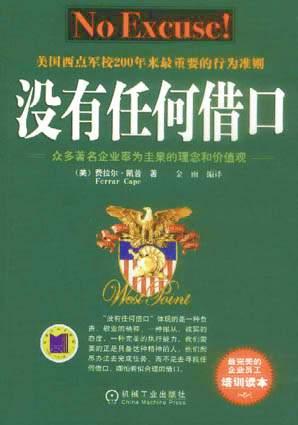 No Excuse!
美国西点军校200年来最重要的行为准则
没有任何借口
众多著名企业奉为圭臬的理念和价值观
(美) 费拉尔·凯普 著 金雨 编译
Ferrar Cape
West Point
“没有任何借口”体现的是一种负
责、敬业的精神，一种服从、诚实的
态度，一种完美的执行能力。我们需
要的正是具备这种精神的人：他们想
尽办法去完成任务，而不是去寻找任
何借口，哪怕看似合理的借口。
最完美的
企业员工
培训读本
机械工业出版社
China Machine Press